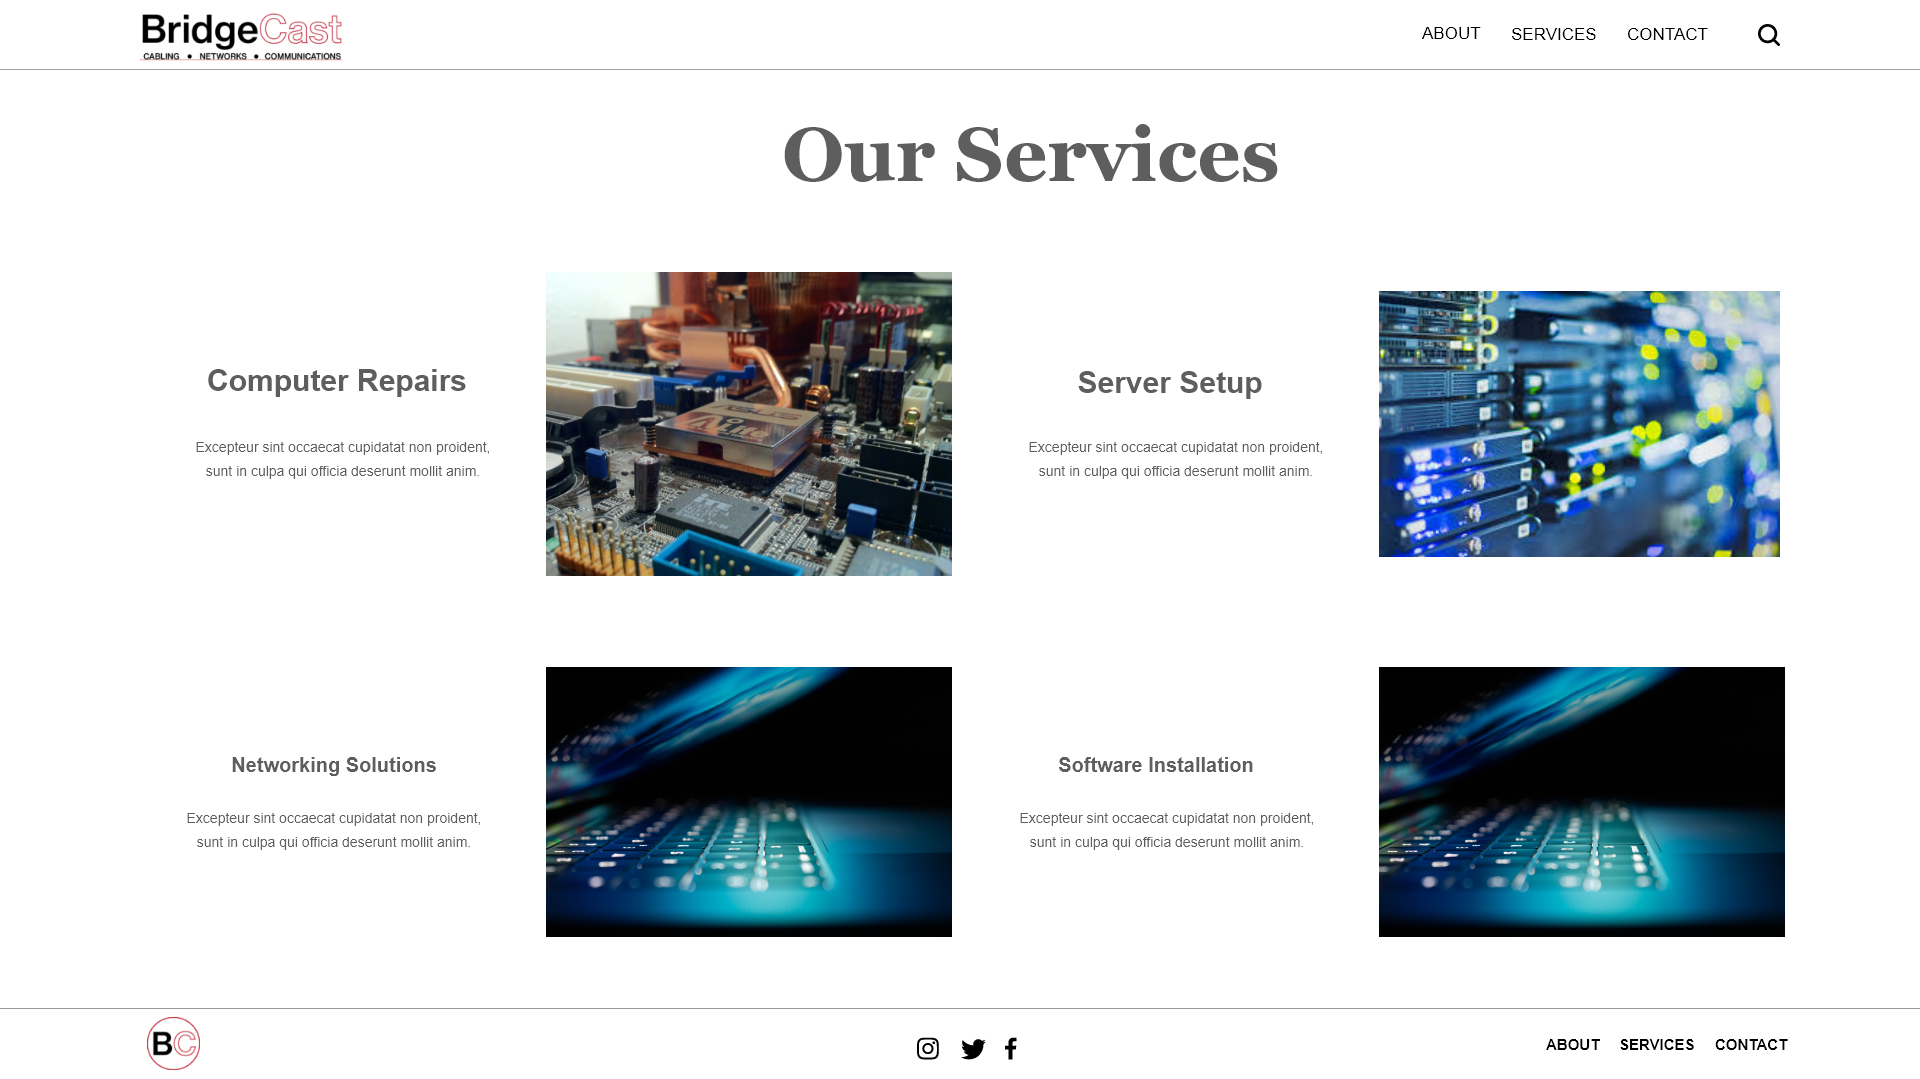 BridgeCast
CABLING • NETWORKS • COMMUNICATIONS
ABOUT SERVICES CONTACT
Our Services
Computer Repairs
Excepteur sint occaecat cupidatat non proident,
sunt in culpa qui officia deserunt mollit anim.
Server Setup
Excepteur sint occaecat cupidatat non proident,
sunt in culpa qui officia deserunt mollit anim.
Networking Solutions
Excepteur sint occaecat cupidatat non proident,
sunt in culpa qui officia deserunt mollit anim.
Software Installation
Excepteur sint occaecat cupidatat non proident,
sunt in culpa qui officia deserunt mollit anim.
BC
ABOUT SERVICES CONTACT